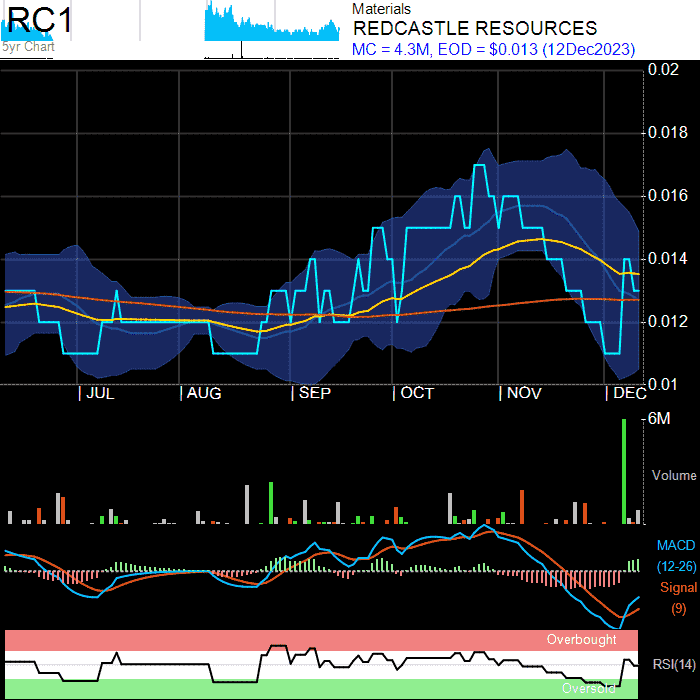 RC1
5yr Chart
Materials
REDCASTLE RESOURCES
MC = 4.3M, EOD = $0.013 (12Dec2023)
0.02
0.018
0.016
0.014
0.012
0.01
JUL AUG SEP OCT NOV DEC
6M
Volume
MACD
(12-26)
Signal
(9)
Overbought
RSI(14)
Oversold